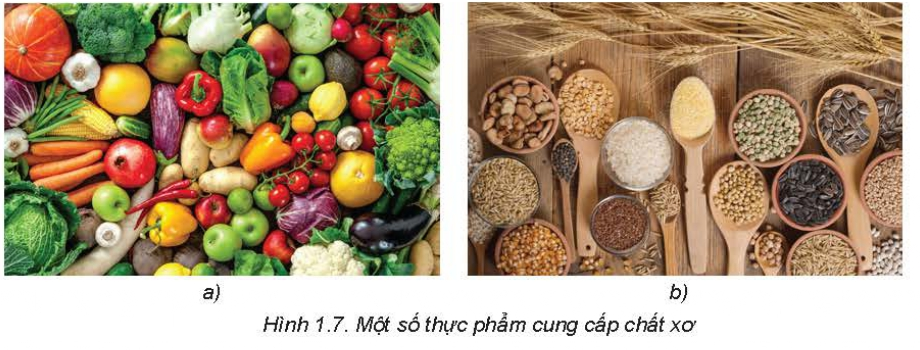 a)
b)
Hình 1.7. Một số thực phẩm cung cấp chất xơ